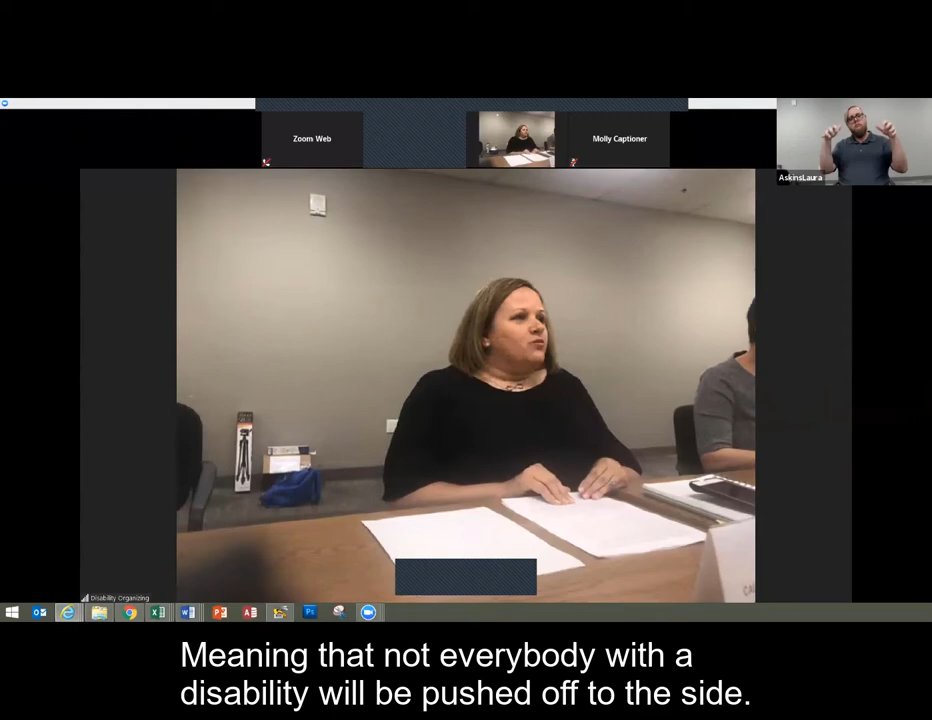 Zoom Web
Molly Captioner
AskinsLaura
Disability Organizing
Meaning that not everybody with a
disability will be pushed off to the side.